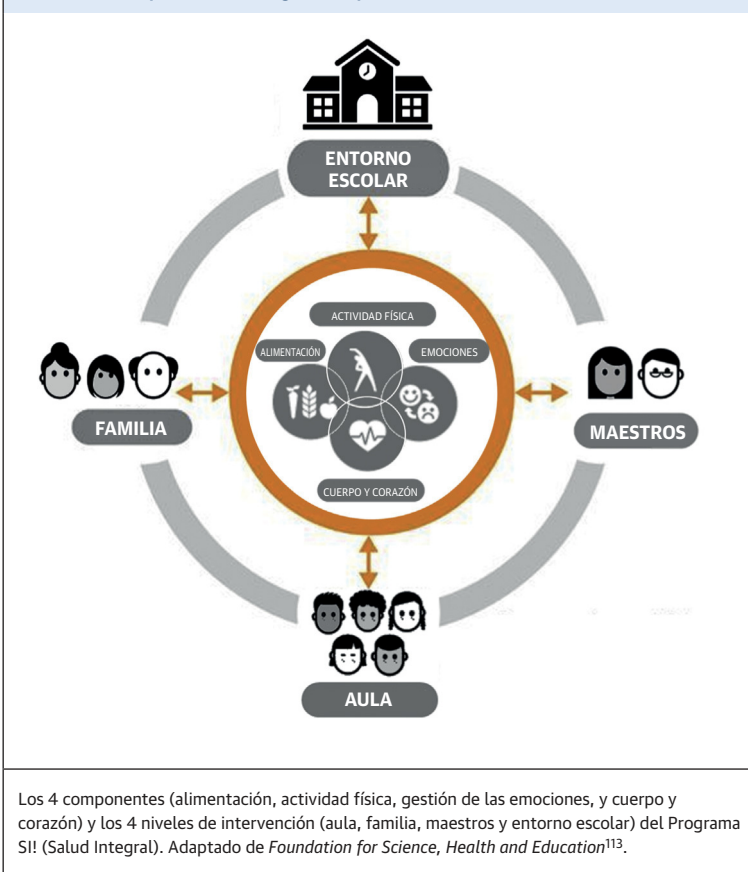 ENTORNO
ESCOLAR
ACTIVIDAD FÍSICA
ALIMENTACIÓN
EMOCIONES
FAMILIA
MAESTROS
CUERPO Y CORAZÓN
AULA
Los 4 componentes (alimentación, actividad física, gestión de las emociones, y cuerpo y
corazón) y los 4 niveles de intervención (aula, familia, maestros y entorno escolar) del Programa
SI! (Salud Integral). Adaptado de Foundation for Science, Health and Education113.